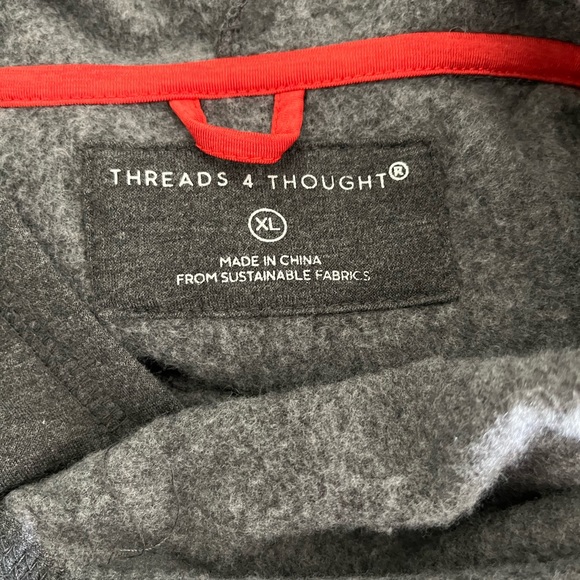 THREADS 4 THOUGHT®
XL
MADE IN CHINA
FROM SUSTAINABLE FABRICS